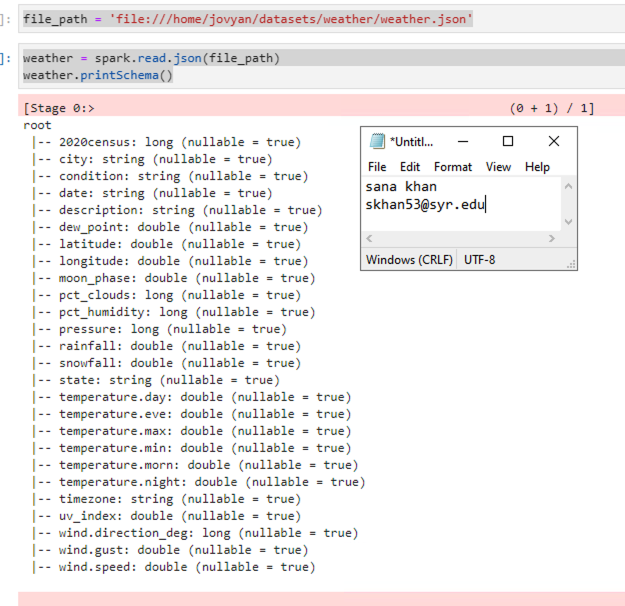 ]: file_path = 'file:///home/jovyan/datasets/weather/weather.json'
]: weather = spark.read.json(file_path)
weather.printSchema()
[Stage 0:> (0 + 1) / 1]
root
|-- 2020census: long (nullable = true)
|-- city: string (nullable = true)
|-- condition: string (nullable = true)
|-- date: string (nullable = true)
|-- description: string (nullable = true)
|-- dew_point: double (nullable = true)
|-- latitude: double (nullable = true)
|-- longitude: double (nullable = true)
|-- moon_phase: double (nullable = true)
|-- pct_clouds: long (nullable = true)
|-- pct_humidity: long (nullable = true)
|-- pressure: long (nullable = true)
|-- rainfall: double (nullable = true)
|-- snowfall: double (nullable = true)
|-- state: string (nullable = true)
|-- temperature.day: double (nullable = true)
|-- temperature.eve: double (nullable = true)
|-- temperature.max: double (nullable = true)
|-- temperature.min: double (nullable = true)
|-- temperature.morn: double (nullable = true)
|-- temperature.night: double (nullable = true)
|-- timezone: string (nullable = true)
|-- uv_index: double (nullable = true)
|-- wind.direction_deg: long (nullable = true)
|-- wind.gust: double (nullable = true)
|-- wind.speed: double (nullable = true)
*Untitl...
File Edit Format View Help
sana khan
skhan53@syr.edu
Windows (CRLF) UTF-8